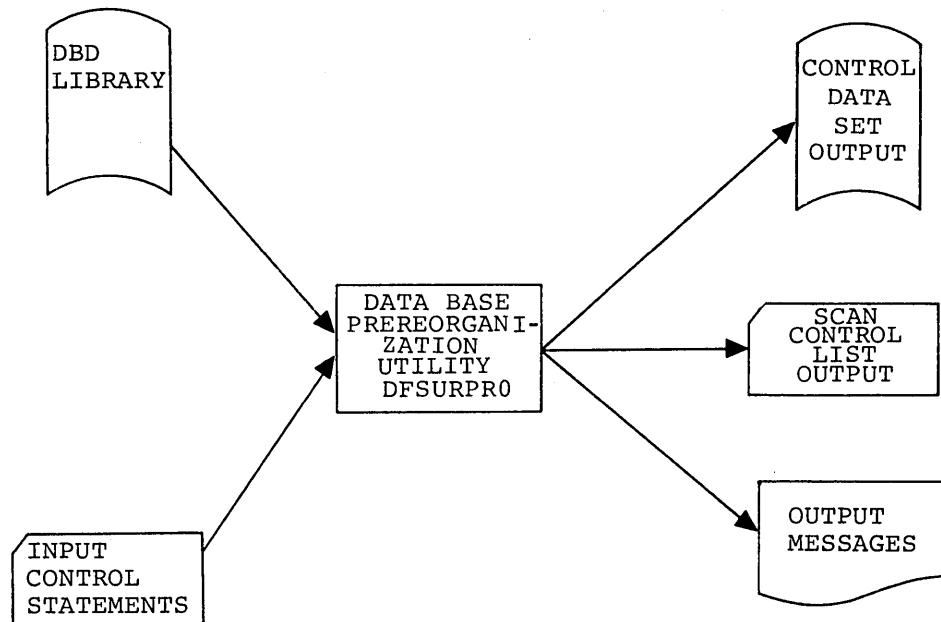 DBD
LIBRARY
CONTROL
DATA
SET
OUTPUT
DATA BASE
PREREORGANI-
ZATION
UTILITY
DFSURPR0
SCAN
CONTROL
LIST
OUTPUT
INPUT
CONTROL
STATEMENTS
OUTPUT
MESSAGES